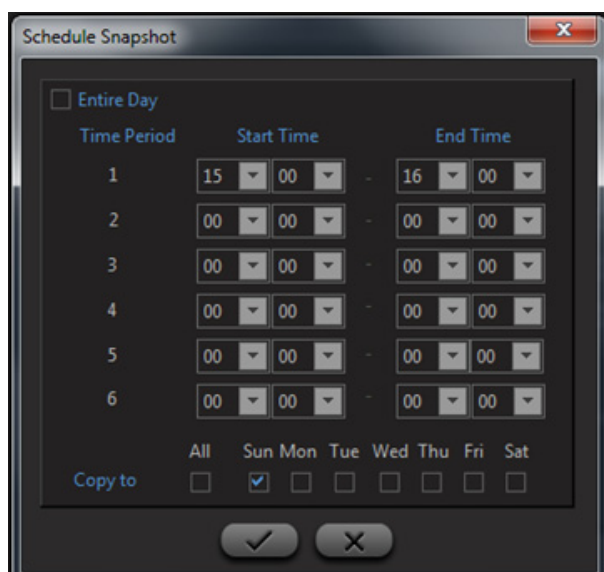 Schedule Snapshot
Entire Day
Time Period Start Time End Time
1 15 00 - 16 00
2 00 00 - 00 00
3 00 00 - 00 00
4 00 00 - 00 00
5 00 00 - 00 00
6 00 00 - 00 00
All Sun Mon Tue Wed Thu Fri Sat
Copy to